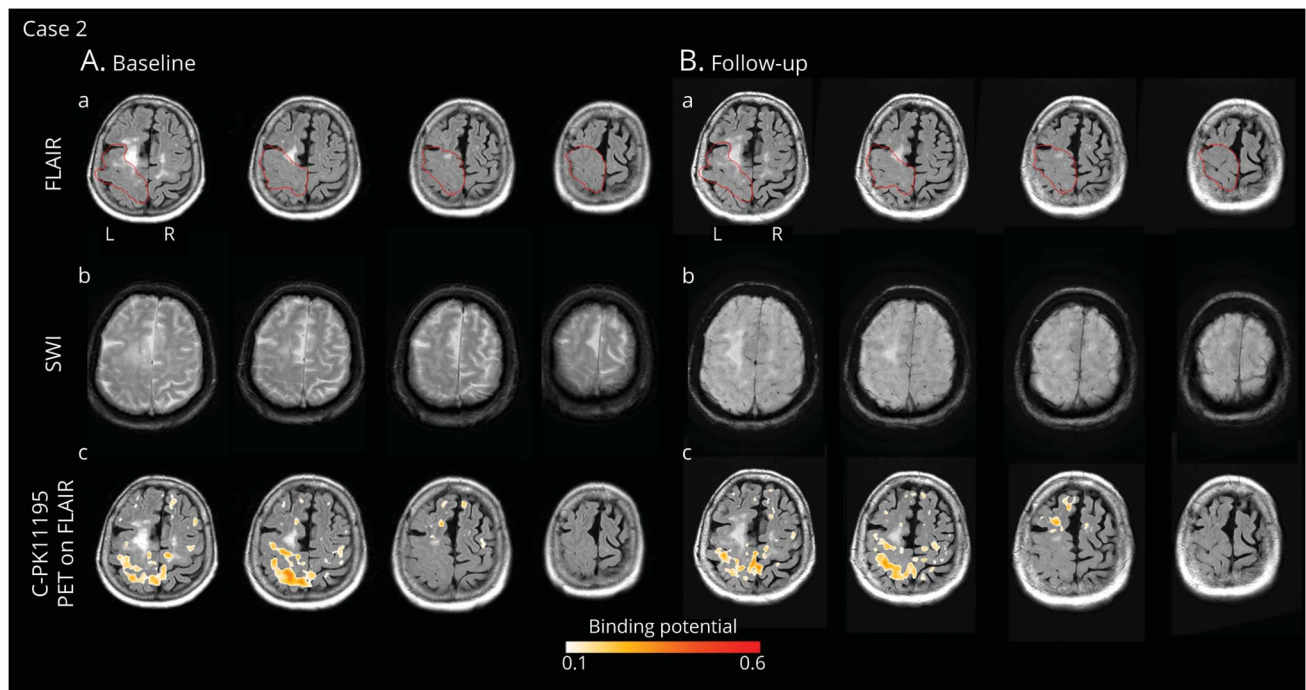 Case 2
A. Baseline
B. Follow-up
a
a
FLAIR
L R
L R
b
b
SWI
c
c
C-PK11195
PET on FLAIR
Binding potential
0.1 0.6